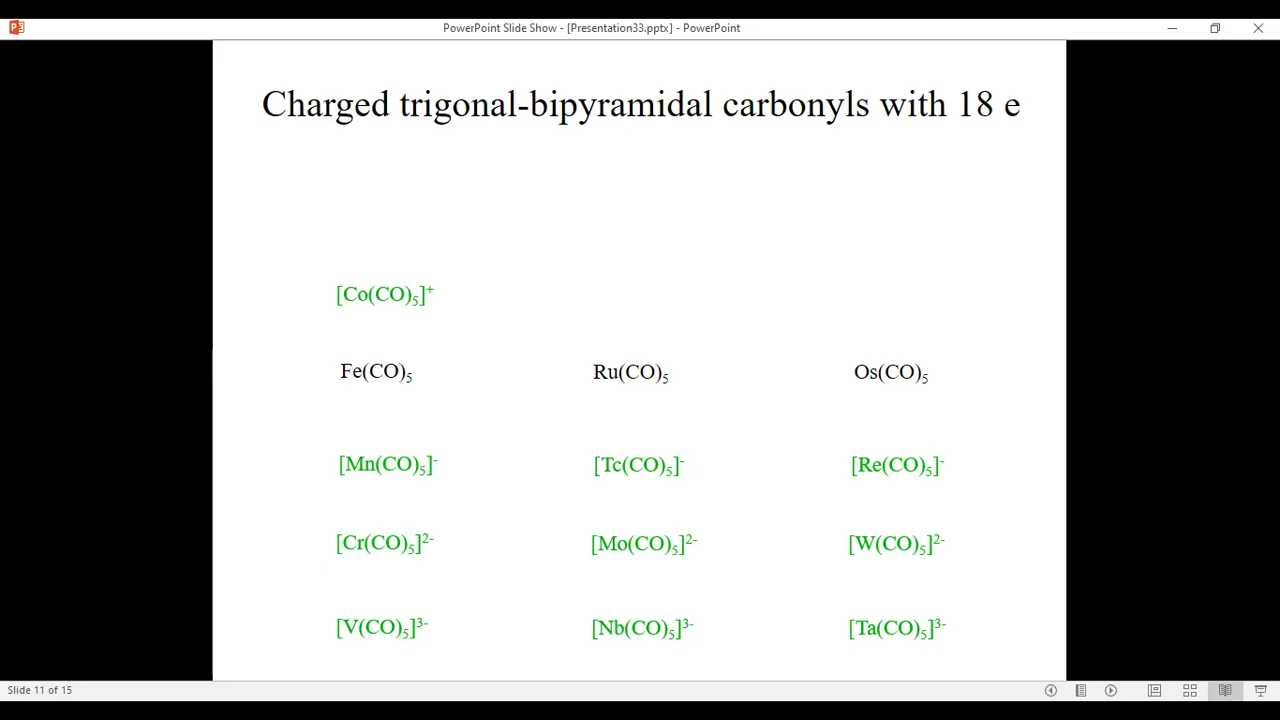 PowerPoint Slide Show - [Presentation33.pptx] - PowerPoint
Charged trigonal-bipyramidal carbonyls with 18 e
[Co(CO)₅]⁺
Fe(CO)₅ Ru(CO)₅ Os(CO)₅
[Mn(CO)₅]⁻ [Tc(CO)₅]⁻ [Re(CO)₅]⁻
[Cr(CO)₅]²⁻ [Mo(CO)₅]²⁻ [W(CO)₅]²⁻
[V(CO)₅]³⁻ [Nb(CO)₅]³⁻ [Ta(CO)₅]³⁻
Slide 11 of 15